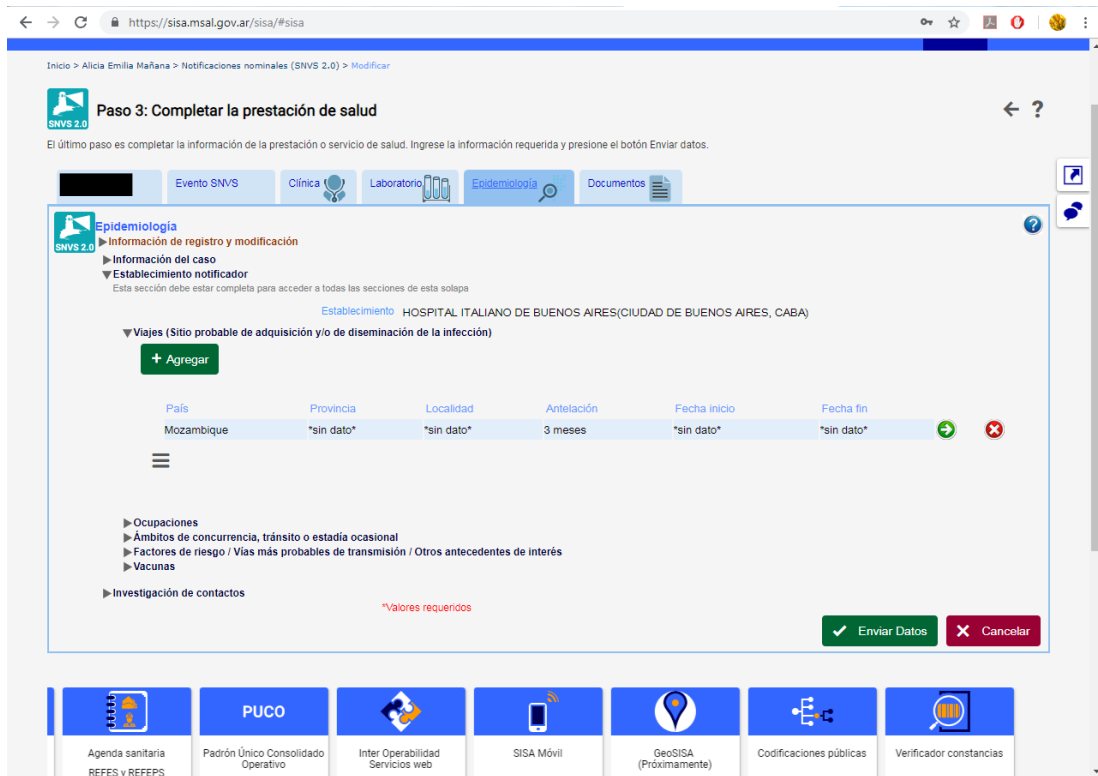 https://sisa.msal.gov.ar/sisa/#sisa
Inicio > Alicia Emilia Mañana > Notificaciones nominales (SNVS 2.0) > Modificar
SNVS 2.0
Paso 3: Completar la prestación de salud
El último paso es completar la información de la prestación o servicio de salud. Ingrese la información requerida y presione el botón Enviar datos.
Evento SNVS Clínica Laboratorio Epidemiología Documentos
SNVS 2.0
Epidemiología
Información de registro y modificación
Información del caso
Establecimiento notificador
Esta sección debe estar completa para acceder a todas las secciones de esta solapa
Establecimiento HOSPITAL ITALIANO DE BUENOS AIRES(CIUDAD DE BUENOS AIRES, CABA)
Viajes (Sitio probable de adquisición y/o de diseminación de la infección)
+ Agregar
País Provincia Localidad Antelación Fecha inicio Fecha fin
Mozambique *sin dato* *sin dato* 3 meses *sin dato* *sin dato*
Ocupaciones
Ámbitos de concurrencia, tránsito o estadía ocasional
Factores de riesgo / Vías más probables de transmisión / Otros antecedentes de interés
Vacunas
Investigación de contactos
*Valores requeridos
Enviar Datos Cancelar
PUCO
Agenda sanitaria Padrón Único Consolidado Inter Operabilidad SISA Móvil GeoSISA Codificaciones públicas Verificador constancias
REFES y REFEPS Operativo Servicios web (Próximamente)